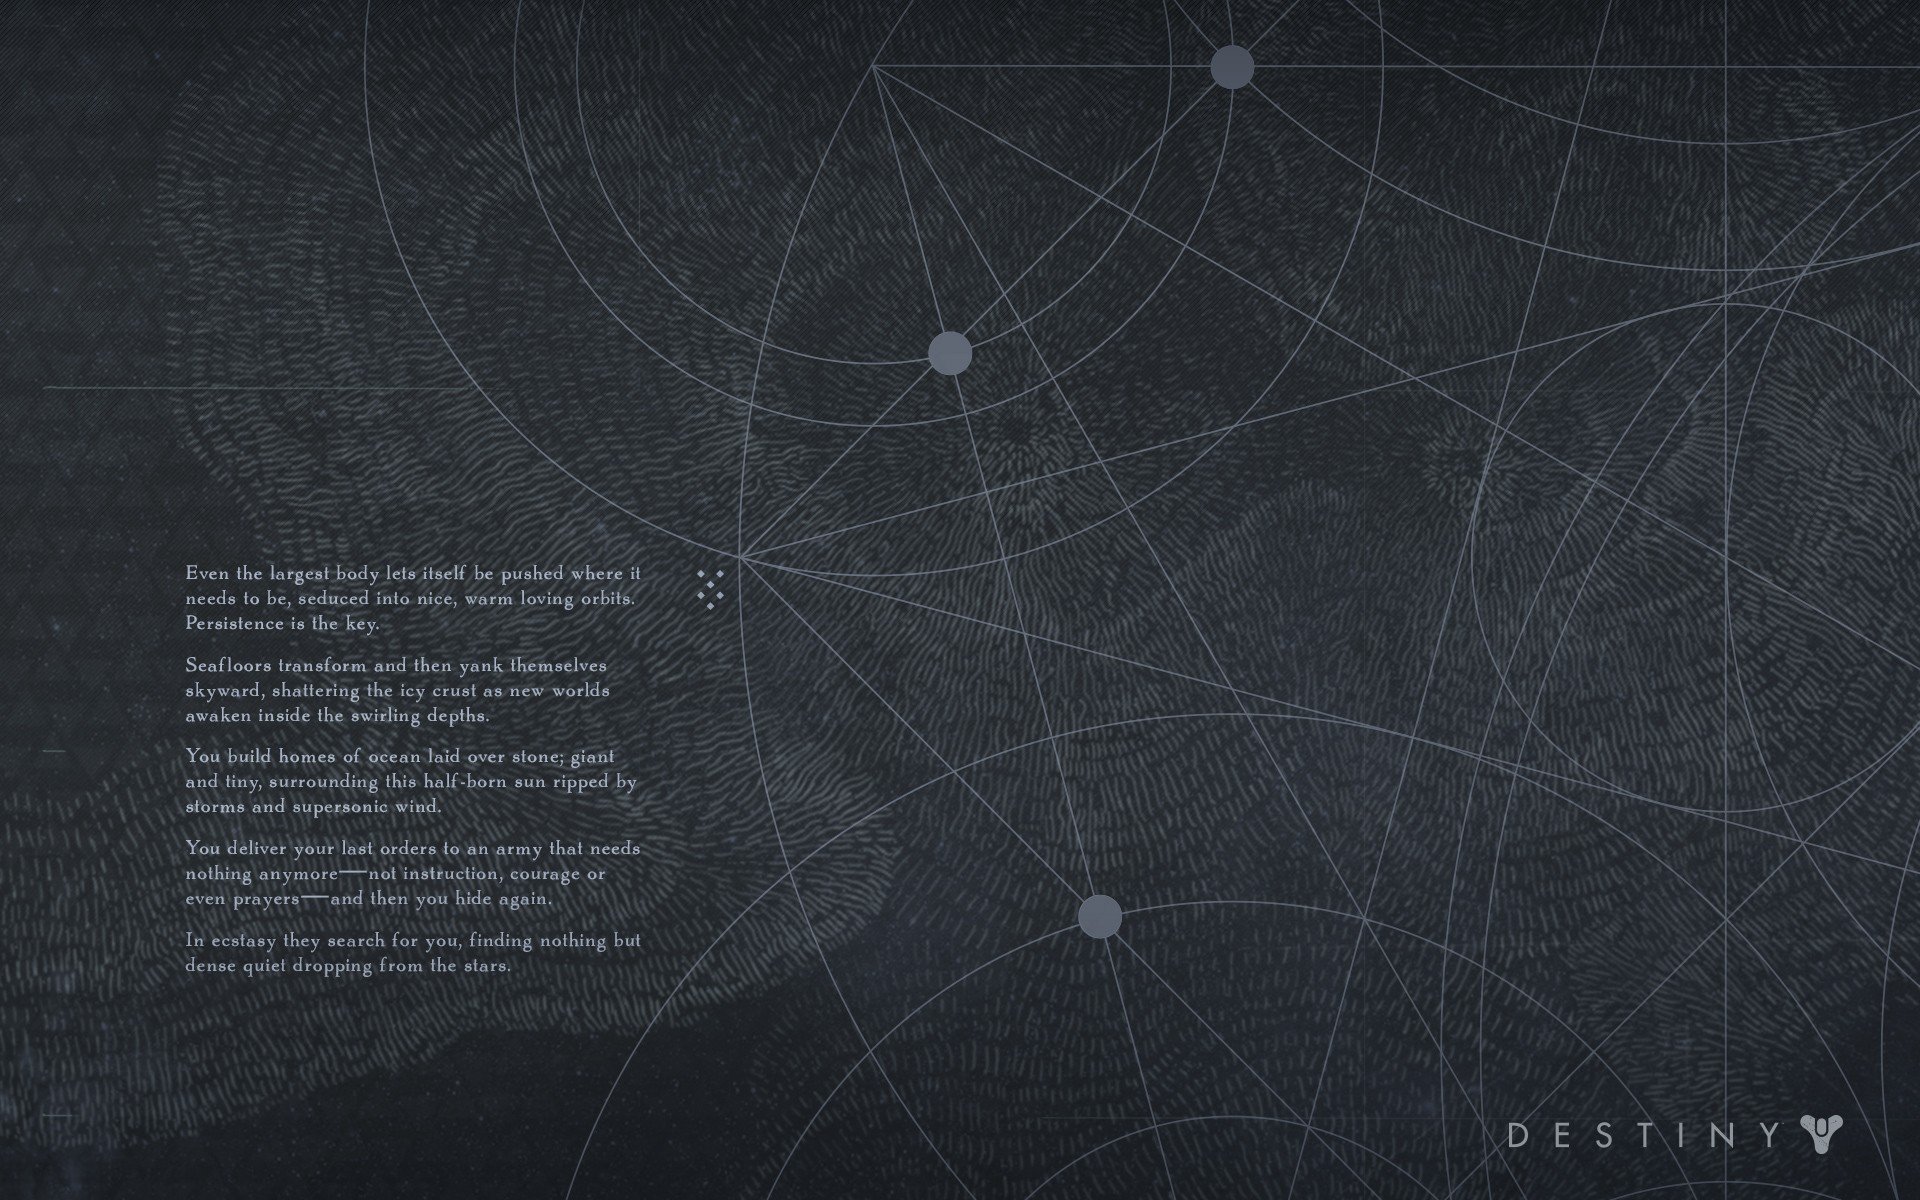 Even the largest body lets itself be pushed where it
needs to be, seduced into nice, warm loving orbits.
Persistence is the key.
Seafloors transform and then yank themselves
skyward, shattering the icy crust as new worlds
awaken inside the swirling depths.
You build homes of ocean laid over stone; giant
and tiny, surrounding this half-born sun ripped by
storms and supersonic wind.
You deliver your last orders to an army that needs
nothing anymore—not instruction, courage or
even prayers—and then you hide again.
In ecstasy they search for you, finding nothing but
dense quiet dropping from the stars.
DESTINY